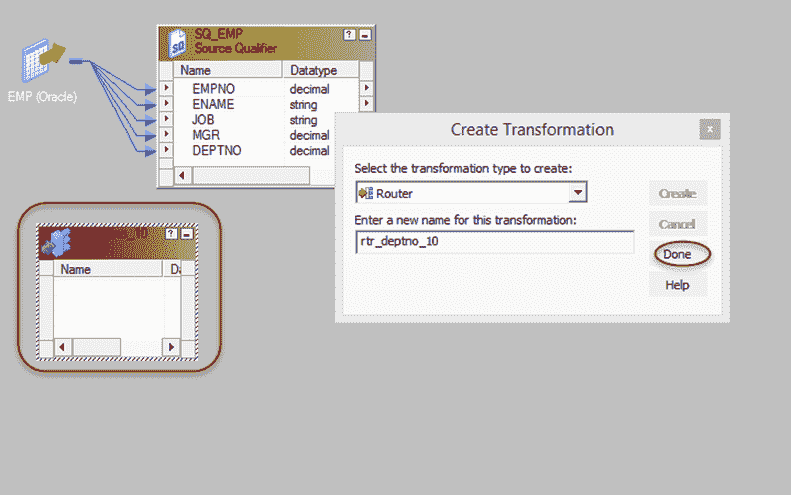 SQ_EMP
Source Qualifier
?
Name Datatype
EMPNO decimal
ENAME string
JOB string
MGR decimal
DEPTNO decimal
EMP (Oracle)
Create Transformation
x
Select the transformation type to create:
Router
Create
Enter a new name for this transformation:
Cancel
rtr_deptno_10
Done
Help
?
Name